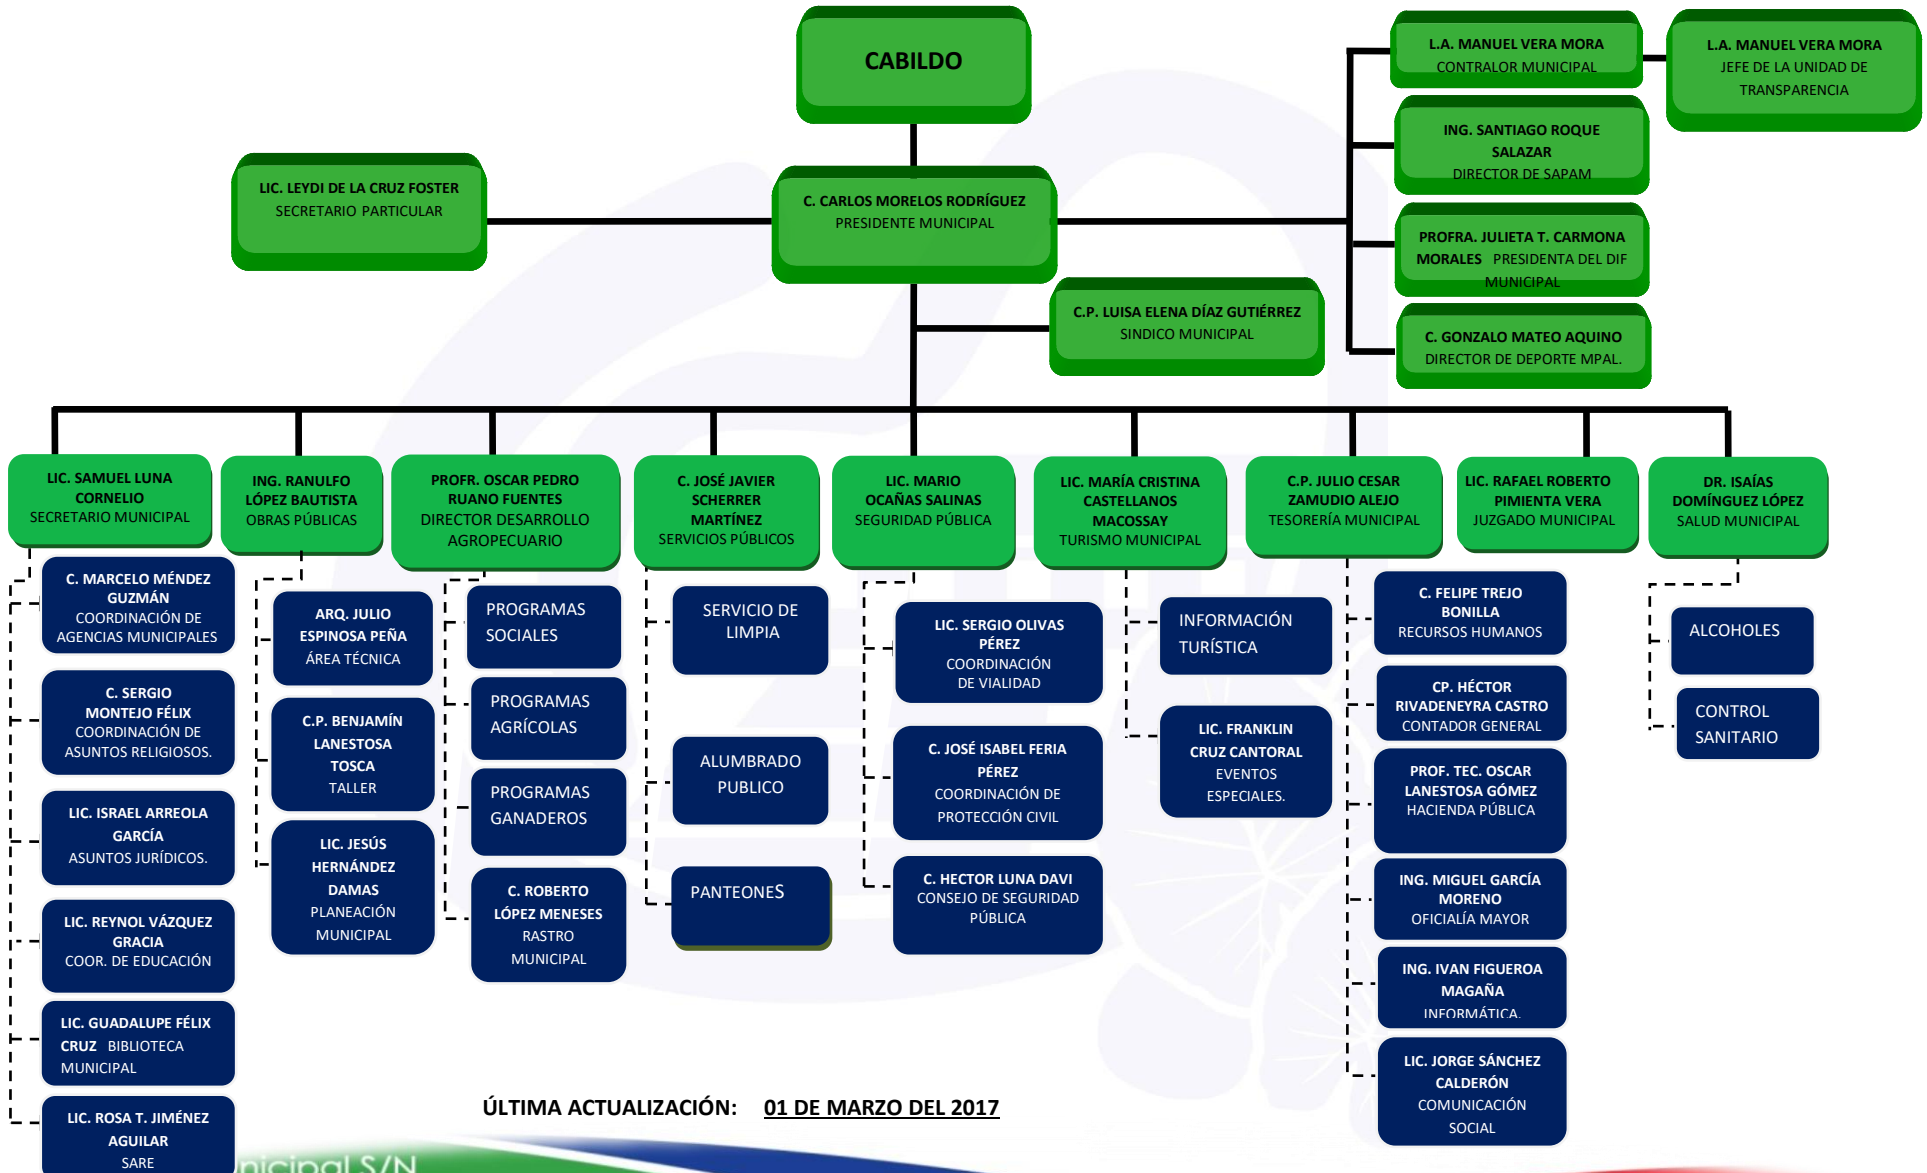 CABILDO
L.A. MANUEL VERA MORA
CONTRALOR MUNICIPAL
L.A. MANUEL VERA MORA
JEFE DE LA UNIDAD DE
TRANSPARENCIA
ING. SANTIAGO ROQUE
SALAZAR
DIRECTOR DE SAPAM
LIC. LEYDI DE LA CRUZ FOSTER
SECRETARIO PARTICULAR
C. CARLOS MORELOS RODRÍGUEZ
PRESIDENTE MUNICIPAL
PROFRA. JULIETA T. CARMONA
MORALES PRESIDENTA DEL DIF
MUNICIPAL
C.P. LUISA ELENA DÍAZ GUTIÉRREZ
SINDICO MUNICIPAL
C. GONZALO MATEO AQUINO
DIRECTOR DE DEPORTE MPAL.
LIC. SAMUEL LUNA
CORNELIO
SECRETARIO MUNICIPAL
ING. RANULFO
LÓPEZ BAUTISTA
OBRAS PÚBLICAS
PROFR. OSCAR PEDRO
RUANO FUENTES
DIRECTOR DESARROLLO
AGROPECUARIO
C. JOSÉ JAVIER
SCHERRER
MARTÍNEZ
SERVICIOS PÚBLICOS
LIC. MARIO
OCAÑAS SALINAS
SEGURIDAD PÚBLICA
LIC. MARÍA CRISTINA
CASTELLANOS
MACOSSAY
TURISMO MUNICIPAL
C.P. JULIO CESAR
ZAMUDIO ALEJO
TESORERÍA MUNICIPAL
LIC. RAFAEL ROBERTO
PIMIENTA VERA
JUZGADO MUNICIPAL
DR. ISAÍAS
DOMÍNGUEZ LÓPEZ
SALUD MUNICIPAL
C. MARCELO MÉNDEZ
GUZMÁN
COORDINACIÓN DE
AGENCIAS MUNICIPALES
C. SERGIO
MONTEJO FÉLIX
COORDINACIÓN DE
ASUNTOS RELIGIOSOS.
LIC. ISRAEL ARREOLA
GARCÍA
ASUNTOS JURÍDICOS.
LIC. REYNOL VÁZQUEZ
GRACIA
COOR. DE EDUCACIÓN
LIC. GUADALUPE FÉLIX
CRUZ BIBLIOTECA
MUNICIPAL
LIC. ROSA T. JIMÉNEZ
AGUILAR
SARE
ARQ. JULIO
ESPINOSA PEÑA
ÁREA TÉCNICA
C.P. BENJAMÍN
LANESTOSA
TOSCA
TALLER
LIC. JESÚS
HERNÁNDEZ
DAMAS
PLANEACIÓN
MUNICIPAL
PROGRAMAS
SOCIALES
PROGRAMAS
AGRÍCOLAS
PROGRAMAS
GANADEROS
C. ROBERTO
LÓPEZ MENESES
RASTRO
MUNICIPAL
SERVICIO DE
LIMPIA
ALUMBRADO
PUBLICO
PANTEONES
LIC. SERGIO OLIVAS
PÉREZ
COORDINACIÓN
DE VIALIDAD
C. JOSÉ ISABEL FERIA
PÉREZ
COORDINACIÓN DE
PROTECCIÓN CIVIL
C. HECTOR LUNA DAVI
CONSEJO DE SEGURIDAD
PÚBLICA
INFORMACIÓN
TURÍSTICA
LIC. FRANKLIN
CRUZ CANTORAL
EVENTOS
ESPECIALES.
C. FELIPE TREJO
BONILLA
RECURSOS HUMANOS
CP. HÉCTOR
RIVADENEYRA CASTRO
CONTADOR GENERAL
PROF. TEC. OSCAR
LANESTOSA GÓMEZ
HACIENDA PÚBLICA
ING. MIGUEL GARCÍA
MORENO
OFICIALÍA MAYOR
ING. IVAN FIGUEROA
MAGAÑA
INFORMÁTICA.
LIC. JORGE SÁNCHEZ
CALDERÓN
COMUNICACIÓN
SOCIAL
ALCOHOLES
CONTROL
SANITARIO
ÚLTIMA ACTUALIZACIÓN: 01 DE MARZO DEL 2017
nicipal S/N